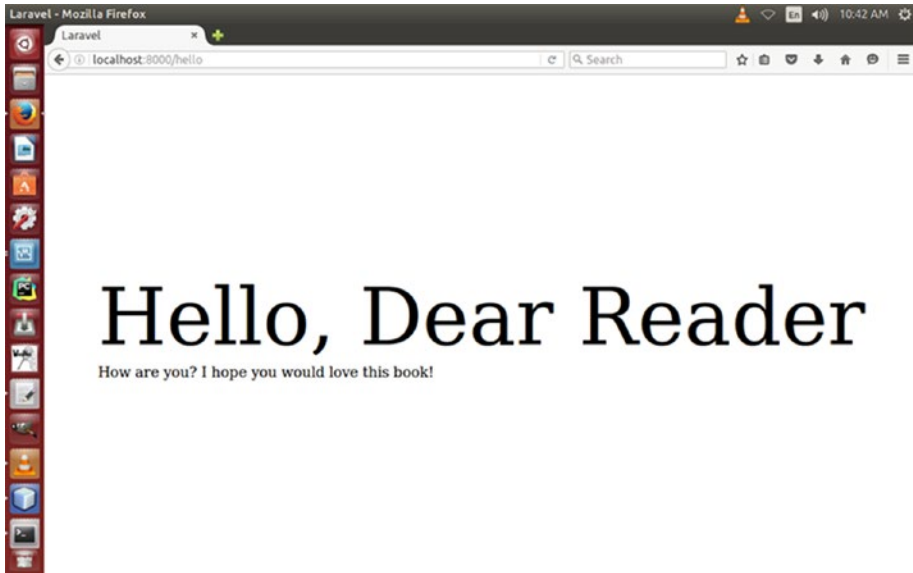 Laravel - Mozilla Firefox
En
10:42 AM
Laravel
localhost:8000/hello
Search
Hello, Dear Reader
How are you? I hope you would love this book!